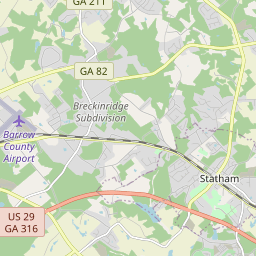 GA 211
GA 82
Breckinridge
Subdivision
Barrow
County
Airport
Statham
US 29
GA 316